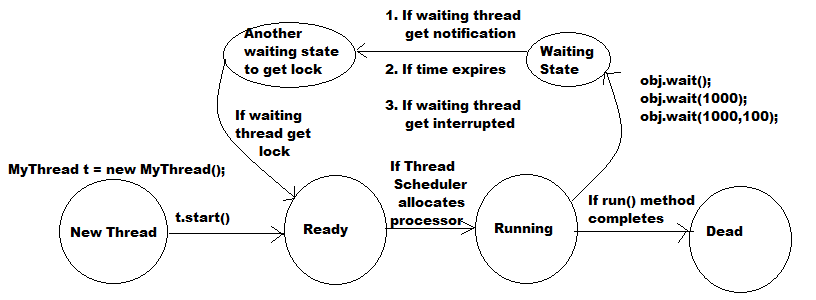 1. If waiting thread
get notification
2. If time expires
3. If waiting thread
get interrupted
Another
waiting state
to get lock
Waiting
State
obj.wait();
obj.wait(1000);
obj.wait(1000,100);
If waiting
thread get
lock
MyThread t = new MyThread();
New Thread
t.start()
Ready
If Thread
Scheduler
allocates
processor
Running
If run() method
completes
Dead